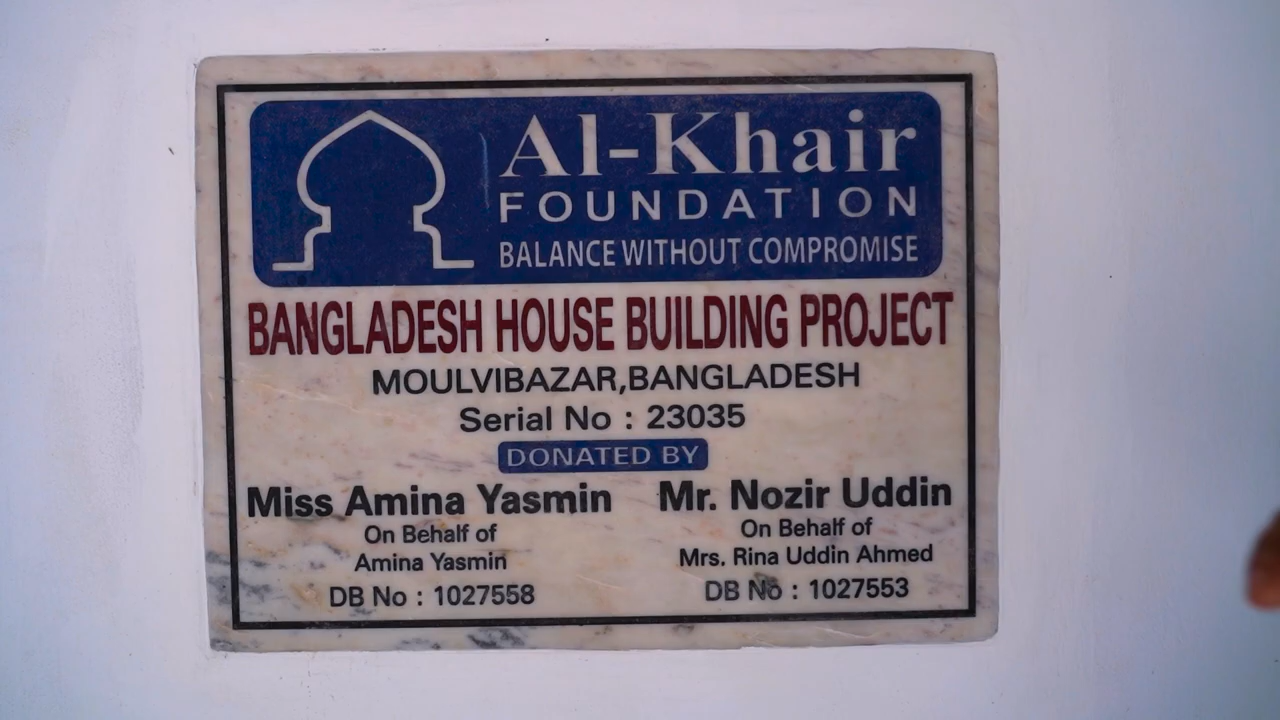 Al-Khair
FOUNDATION
BALANCE WITHOUT COMPROMISE
BANGLADESH HOUSE BUILDING PROJECT
MOULVIBAZAR,BANGLADESH
Serial No : 23035
DONATED BY
Miss Amina Yasmin
On Behalf of
Amina Yasmin
DB No : 1027558
Mr. Nozir Uddin
On Behalf of
Mrs. Rina Uddin Ahmed
DB No : 1027553